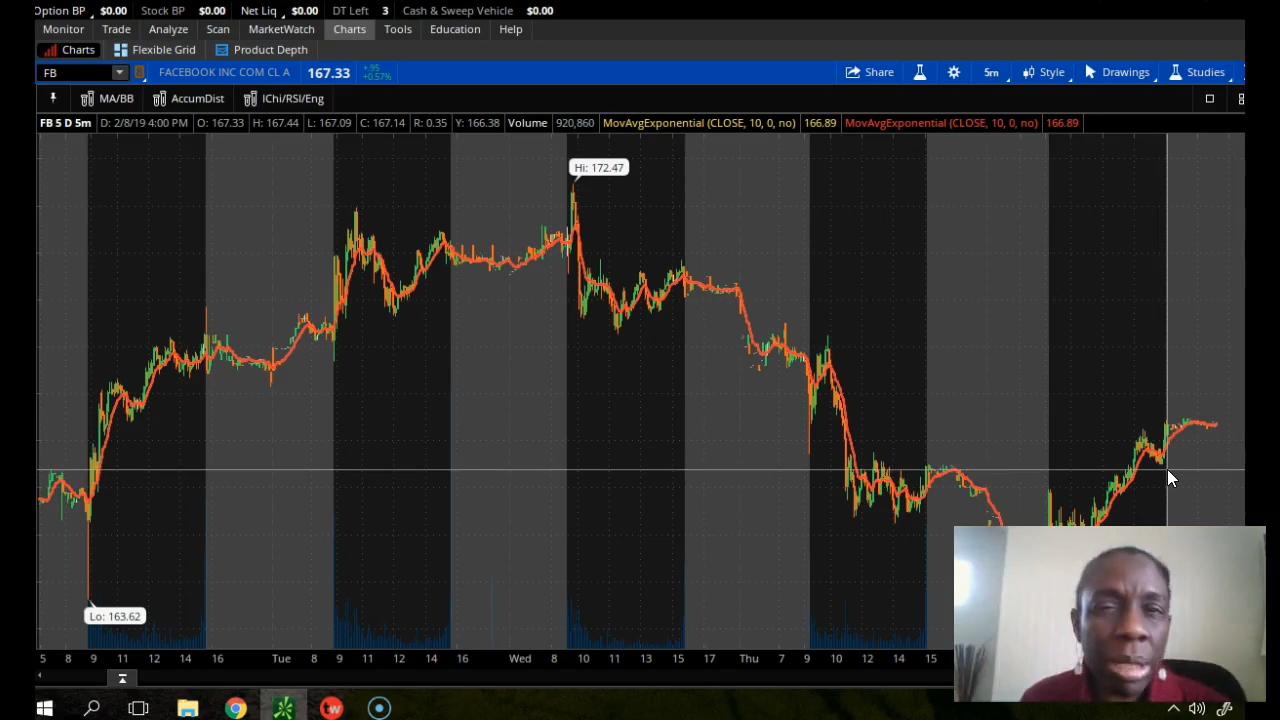 Option BP $0.00 Stock BP $0.00 Net Liq $0.00 DT Left 3 Cash & Sweep Vehicle $0.00
Monitor Trade Analyze Scan MarketWatch Charts Tools Education Help
Charts Flexible Grid Product Depth
FB FACEBOOK INC COM CL A 167.33 +.95 +0.57% Share 5m Style Drawings Studies
MA/BB AccumDist IChi/RSI/Eng
FB 5 D 5m D: 2/8/19 4:00 PM O: 167.33 H: 167.44 L: 167.09 C: 167.14 R: 0.35 Y: 166.38 Volume 920,860 MovAvgExponential (CLOSE, 10, 0, no) 166.89 MovAvgExponential (CLOSE, 10, 0, no) 166.89
Hi: 172.47
Lo: 163.62
5 8 9 11 12 14 16 Tue 8 9 11 12 14 16 Wed 8 10 11 13 15 17 Thu 7 9 10 12 14 15
tw